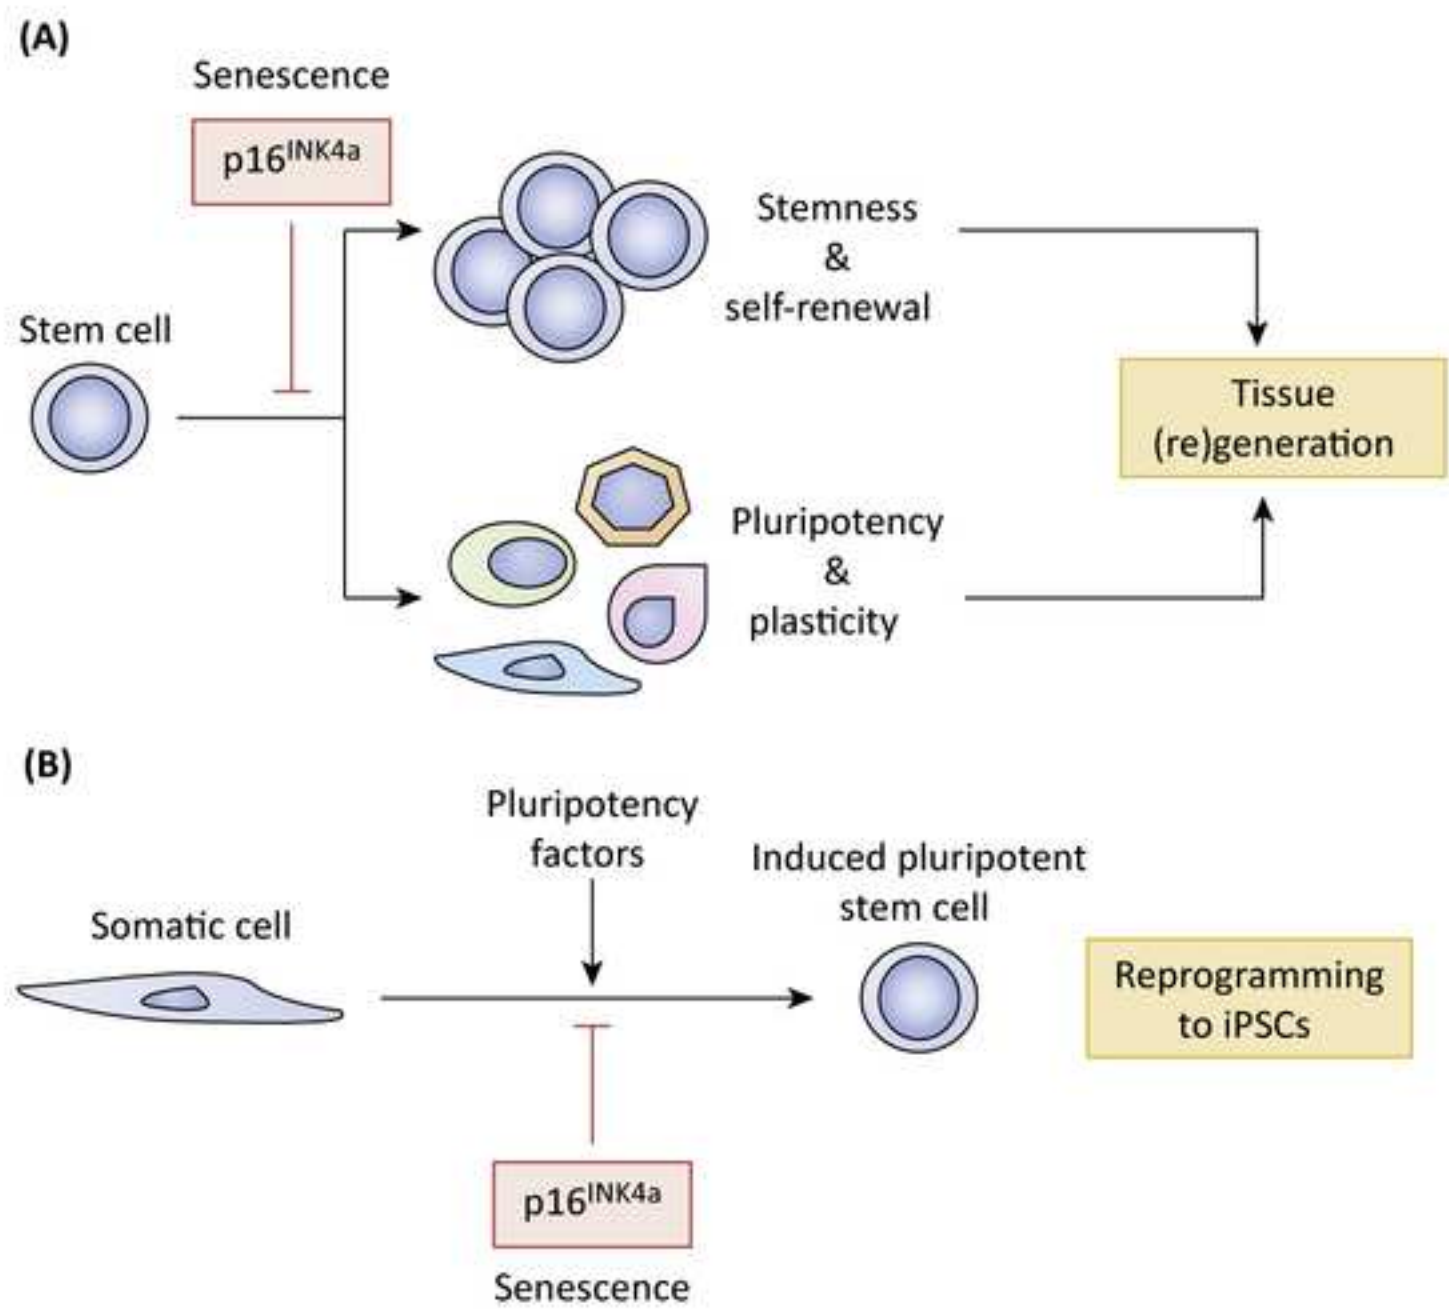 (A)
Senescence
p16INK4a
Stem cell
Stemness
&
self-renewal
Tissue
(re)generation
Pluripotency
&
plasticity
(B)
Pluripotency
factors
Somatic cell
Induced pluripotent
stem cell
Reprogramming
to iPSCs
p16INK4a
Senescence